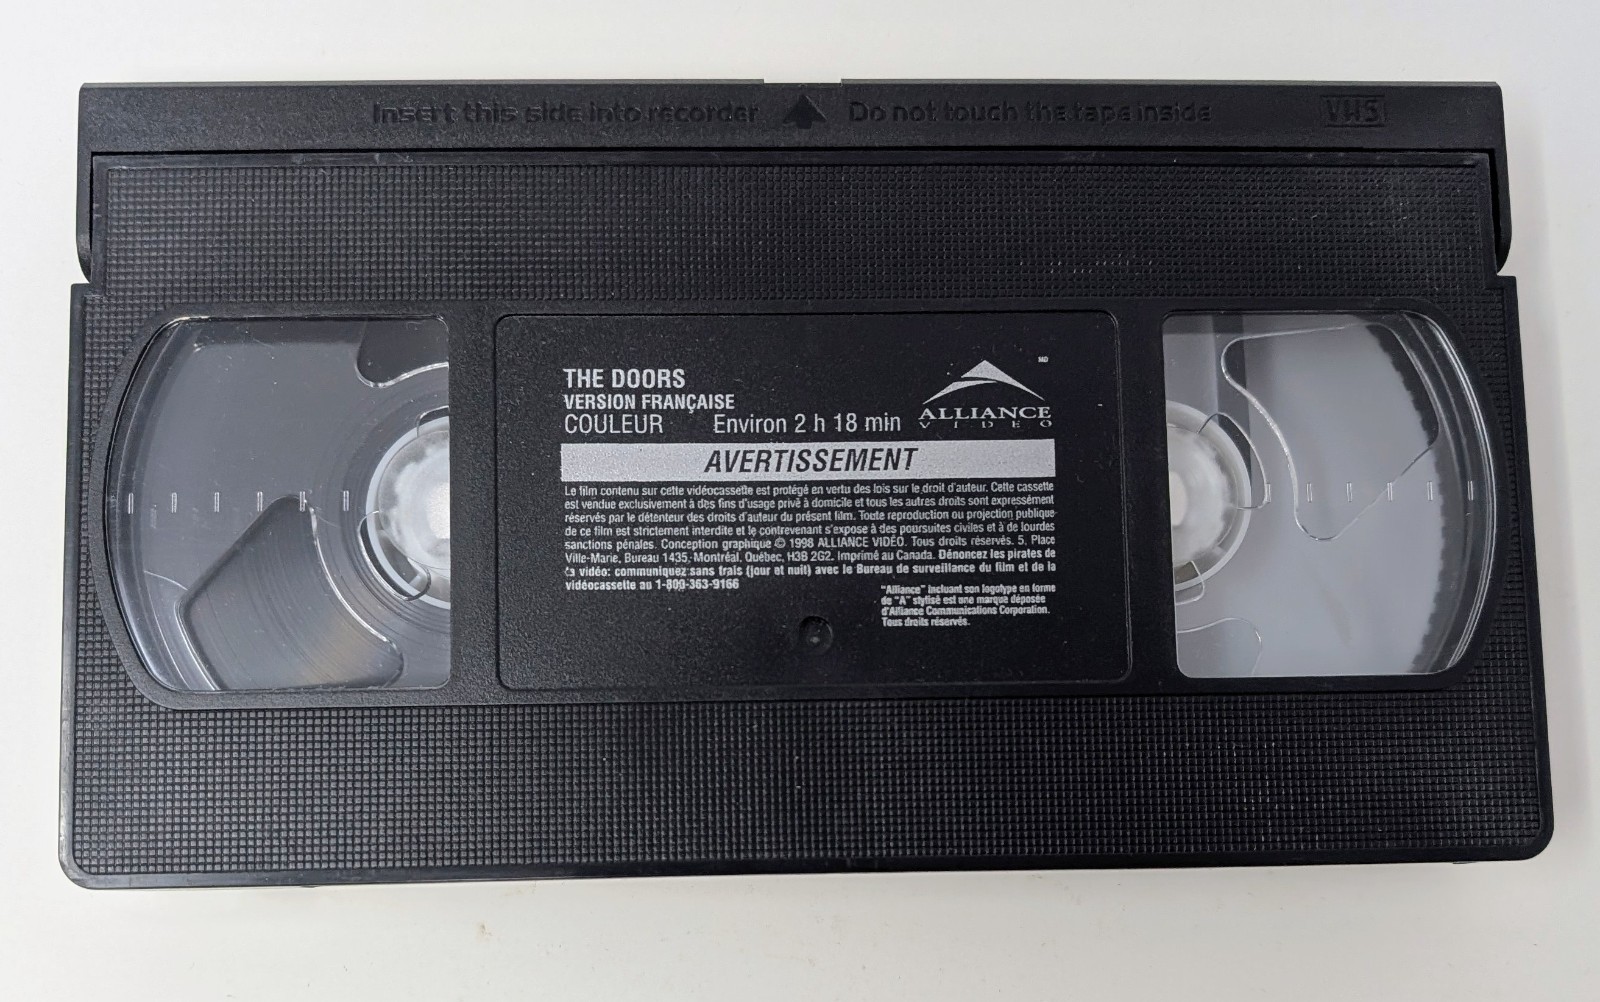 Insert this side into recorder Do not touch the tape inside VHS
THE DOORS
VERSION FRANÇAISE
COULEUR Environ 2 h 18 min
MD
ALLIANCE
VIDEO
AVERTISSEMENT
Le film contenu sur cette vidéocassette est protégé en vertu des lois sur le droit d'auteur. Cette cassette
est vendue exclusivement à des fins d'usage privé à domicile et tous les autres droits sont expressément
réservés par le détenteur des droits d'auteur du présent film. Toute reproduction ou projection publique
de ce film est strictement interdite et le contrevenant s'expose à des poursuites civiles et à de lourdes
sanctions pénales. Conception graphique © 1998 ALLIANCE VIDÉO. Tous droits réservés. 5, Place
Ville-Marie, Bureau 1435, Montréal, Québec, H3B 2G2. Imprimé au Canada. Dénoncez les pirates de
la vidéo: communiquez sans frais (jour et nuit) avec le Bureau de surveillance du film et de la
vidéocassette au 1-800-363-9166
"Alliance" incluant son logotype en forme
de "A" stylisé est une marque déposée
d'Alliance Communications Corporation.
Tous droits réservés.